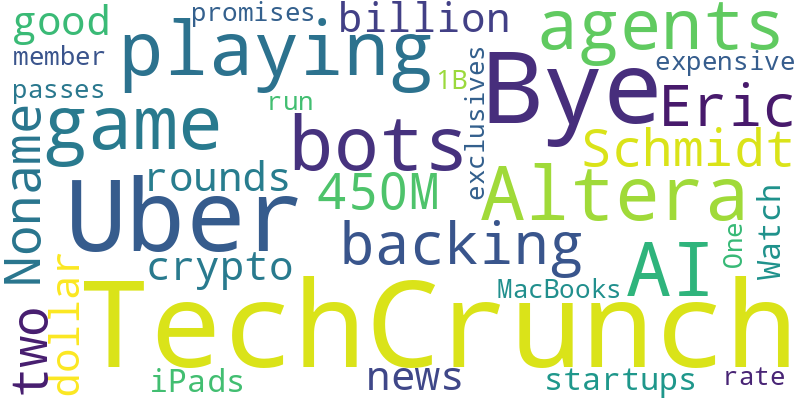 good
promises
billion
agents
member
playing
expensive
passes
1B
exclusives
Bye
Eric
run
Noname
game
bots
Schmidt
rounds
450M
Altera
Uber
Watch
One
backing
crypto
AI
dollar
TechCrunch
MacBooks
two
iPads
news
startups
rate